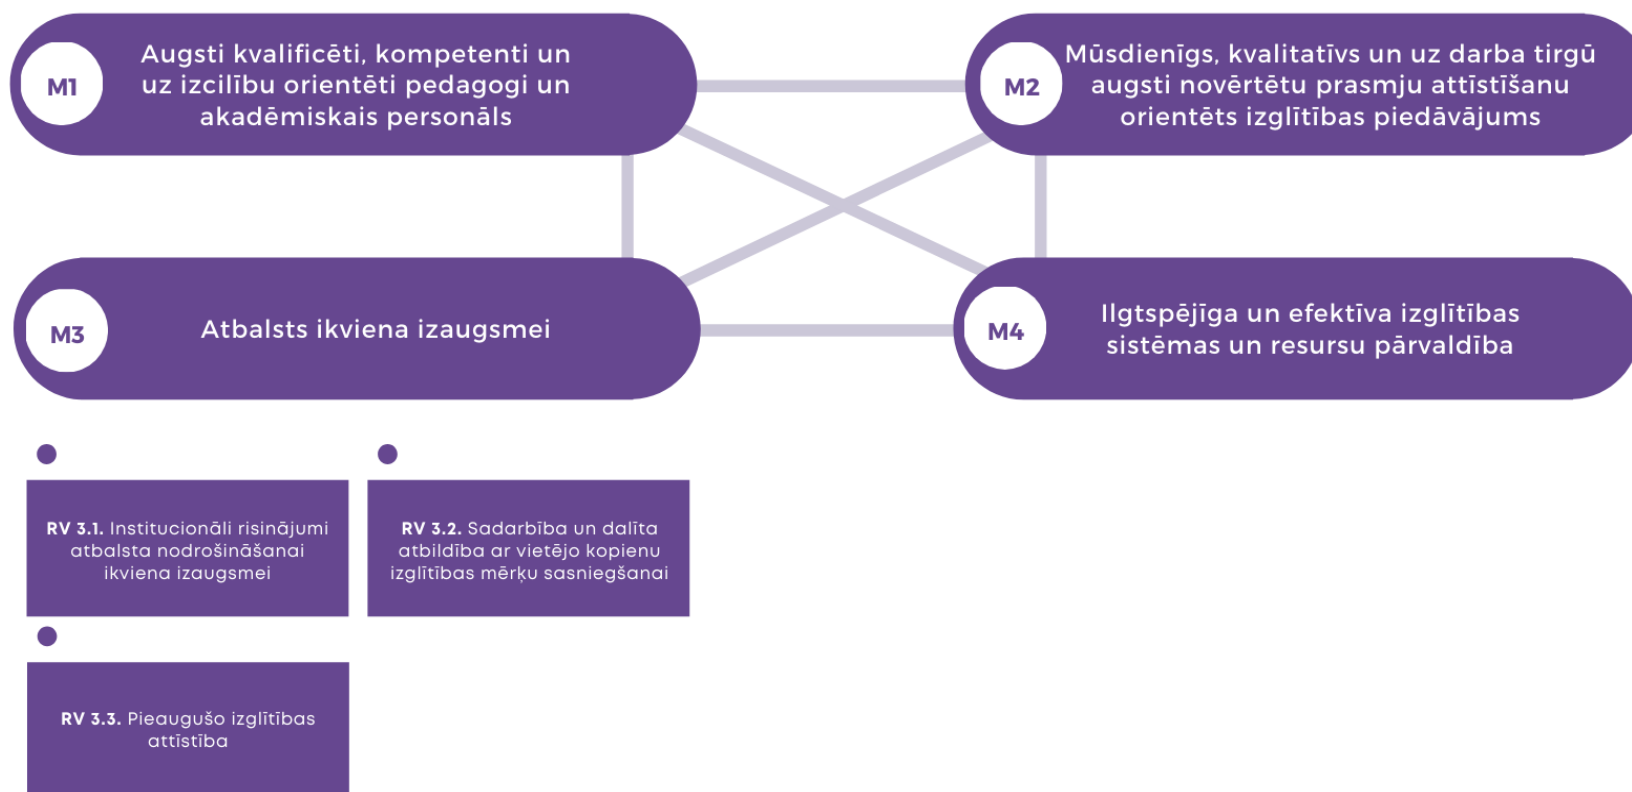 M1
Augsti kvalificēti, kompetenti un
uz izcilību orientēti pedagogi un
akadēmiskais personāls
M2
Mūsdienīgs, kvalitatīvs un uz darba tirgū
augsti novērtētu prasmju attīstīšanu
orientēts izglītības piedāvājums
M3
Atbalsts ikviena izaugsmei
M4
Ilgtspējīga un efektīva izglītības
sistēmas un resursu pārvaldība
RV 3.1. Institucionāli risinājumi
atbalsta nodrošināšanai
ikviena izaugsmei
RV 3.2. Sadarbība un dalīta
atbildība ar vietējo kopienu
izglītības mērķu sasniegšanai
RV 3.3. Pieaugušo izglītības
attīstība